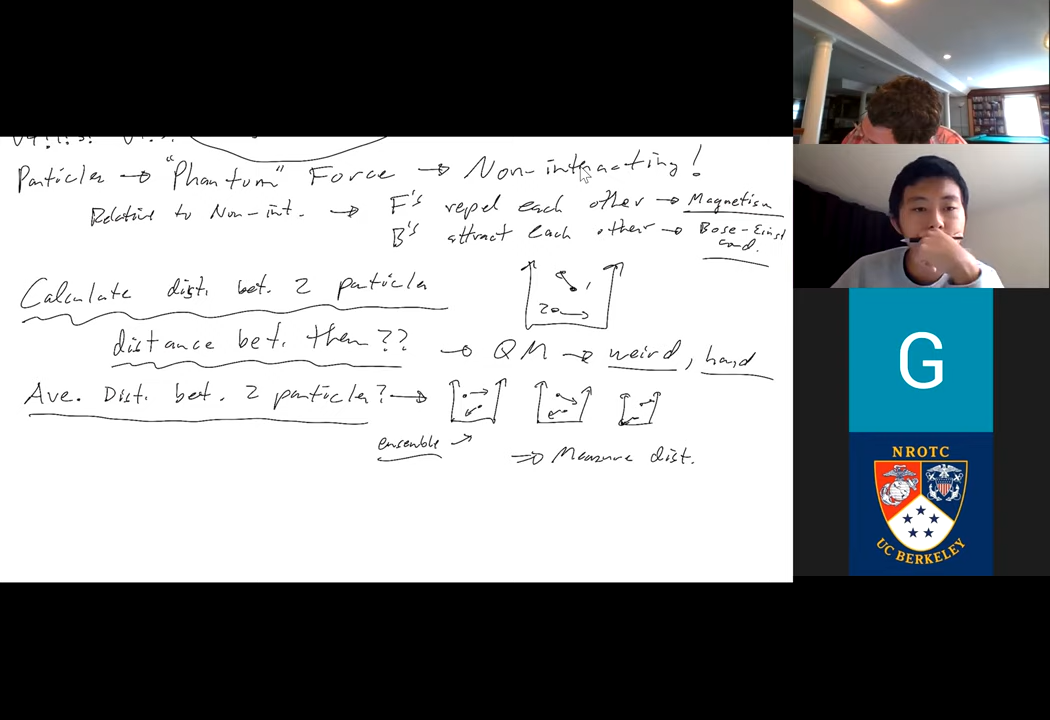 Particles → "Phantom" Force → Non-interacting!
Relative to Non-int. → F's repel each other → Magnetism
B's attract each other → Bose-Einst
cond.
Calculate dist. bet. 2 particles
distance bet. them??
→ QM → weird, hard
Ave. Dist. bet. 2 particles? →
ensemble →
⇒ Measure dist.
G
NROTC
UC BERKELEY